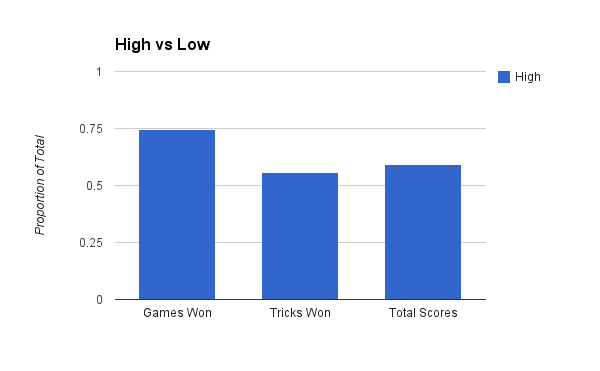 High vs Low
1
High
0.75
0.5
0.25
0
Proportion of Total
Games Won
Tricks Won
Total Scores